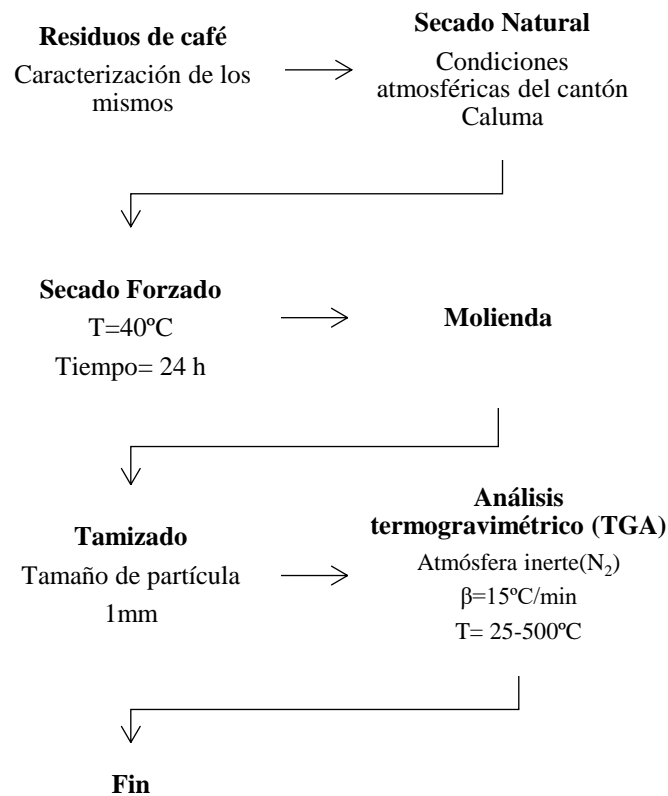 Residuos de café
Caracterización de los
mismos
Secado Natural
Condiciones
atmosféricas del cantón
Caluma
Secado Forzado
T=40ºC
Tiempo= 24 h
Molienda
Tamizado
Tamaño de partícula
1mm
Análisis
termogravimétrico (TGA)
Atmósfera inerte(N₂)
β=15ºC/min
T= 25-500ºC
Fin